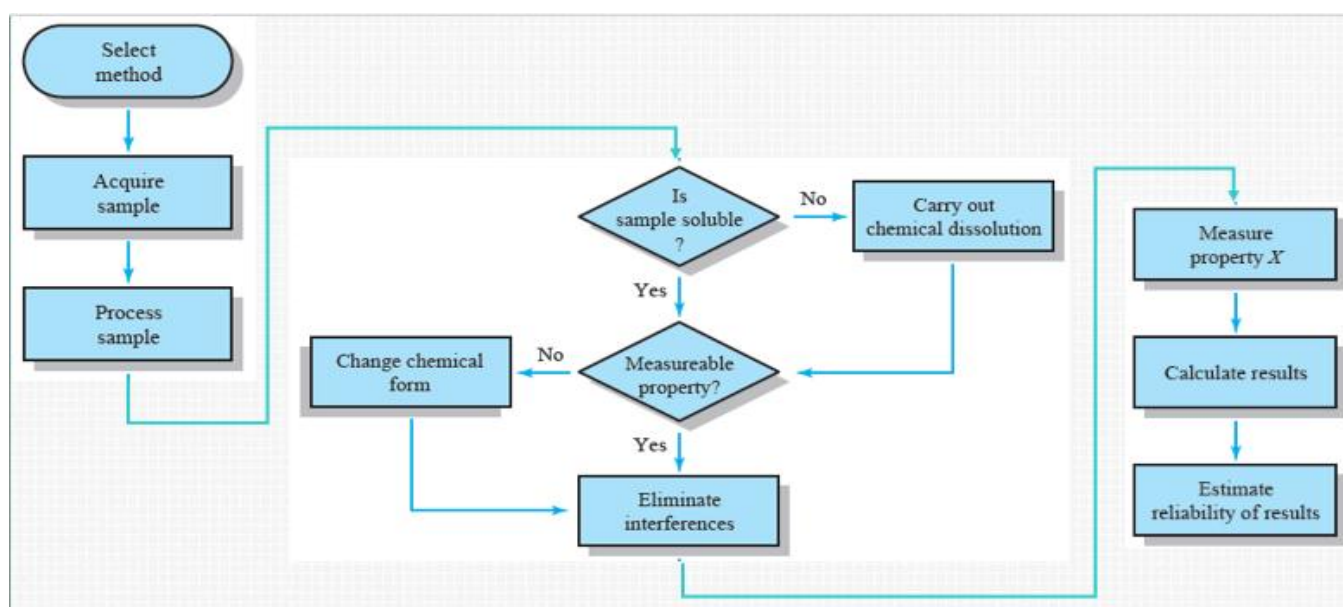 Select
method
Acquire
sample
Process
sample
Is
sample soluble
?
No
Carry out
chemical dissolution
Yes
Measureable
property?
No
Change chemical
form
Yes
Eliminate
interferences
Measure
property X
Calculate results
Estimate
reliability of results